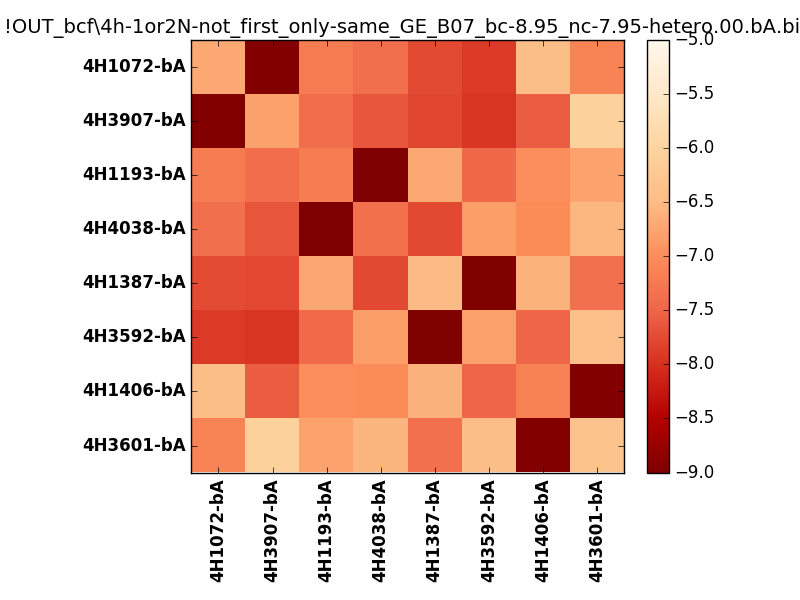 !OUT_bcf\4h-1or2N-not_first_only-same_GE_B07_bc-8.95_nc-7.95-hetero.00.bA.bi
4H1072-bA
4H3907-bA
4H1193-bA
4H4038-bA
4H1387-bA
4H3592-bA
4H1406-bA
4H3601-bA
−5.0
−5.5
−6.0
−6.5
−7.0
−7.5
−8.0
−8.5
−9.0
4H1072-bA
4H3907-bA
4H1193-bA
4H4038-bA
4H1387-bA
4H3592-bA
4H1406-bA
4H3601-bA